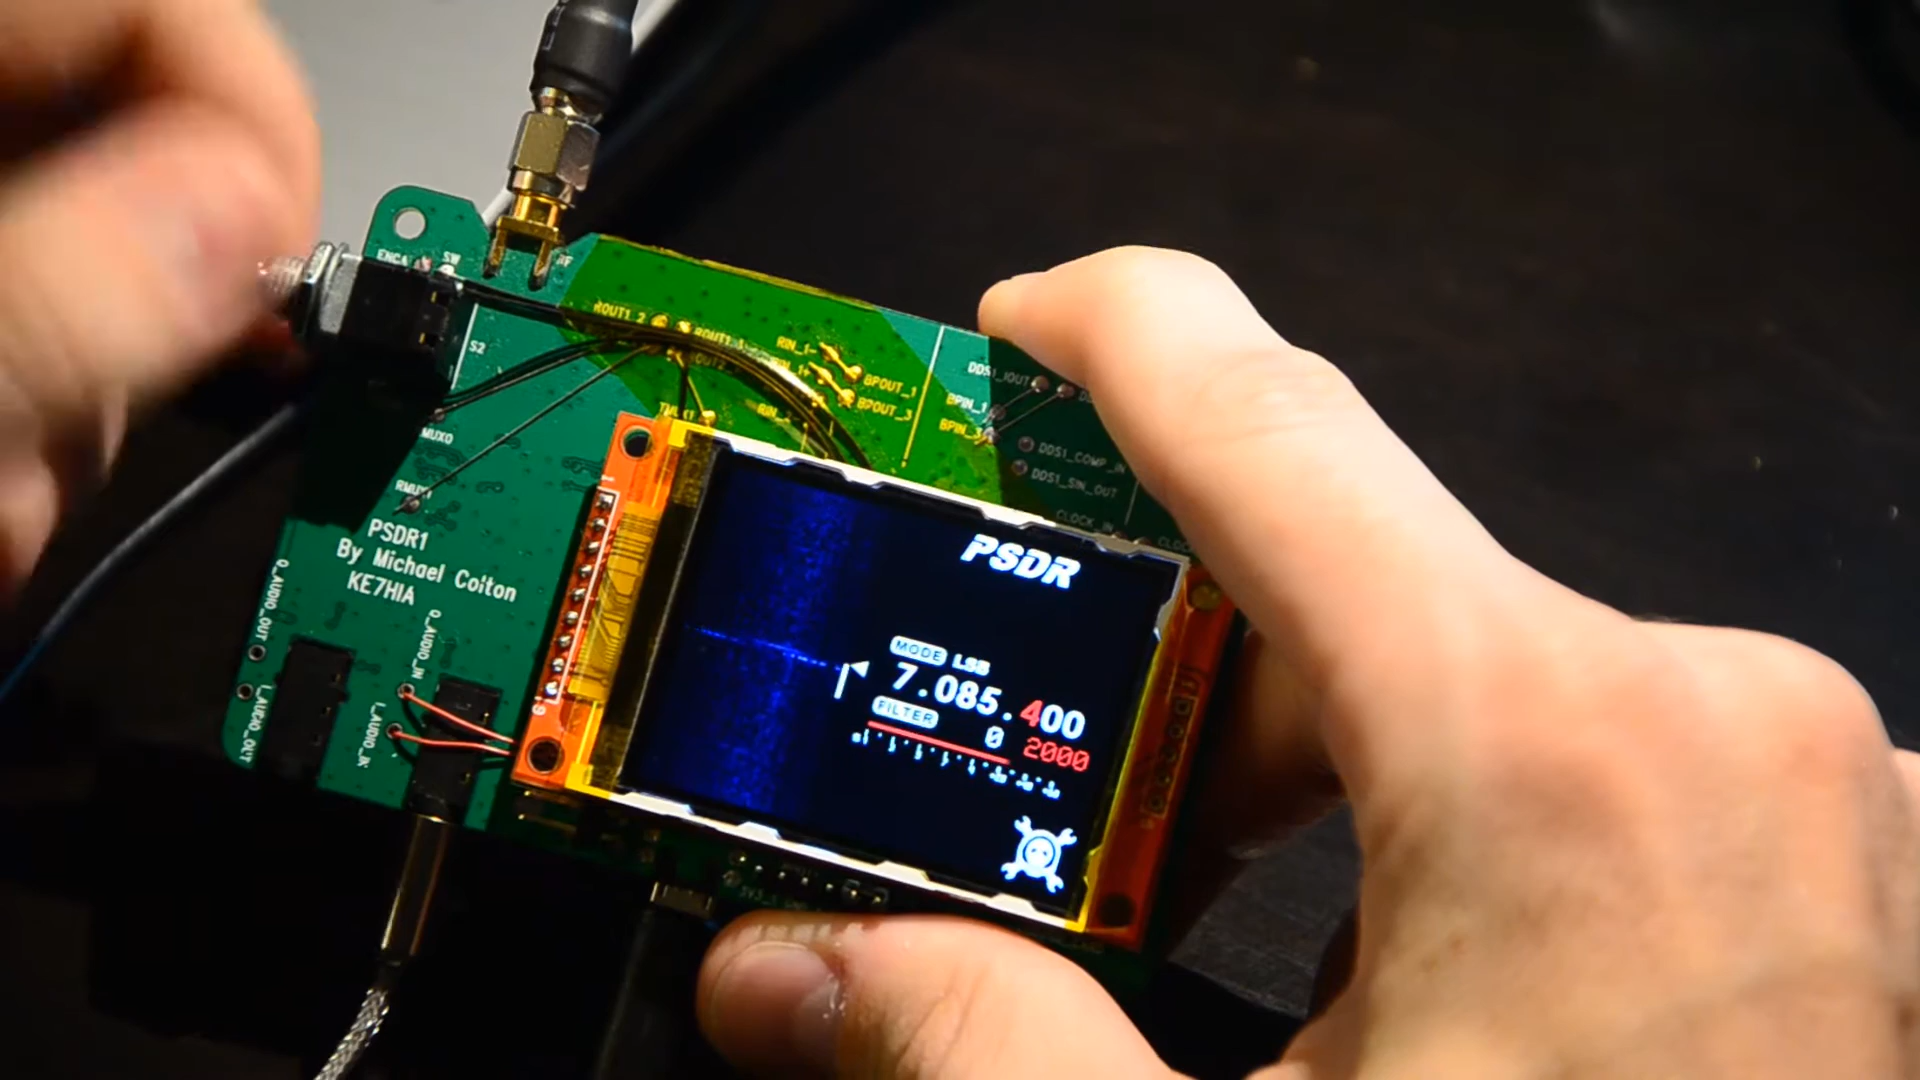 ENCA
SW
RF
S2
ROUT1_2
RIN_1-
BPOUT_1
BPOUT_3
DDS1_IOUT
BPIN_1
BPIN_3
DDS1_COMP_IN
DDS1_SIN_OUT
CLOCK_IN
PSDR1
By Michael Colton
KE7HIA
Q_AUDIO_OUT
I_AUDIO_OUT
Q_AUDIO_IN
I_AUDIO_IN
PSDR
MODE LSB
7.085.400
FILTER
0 2000